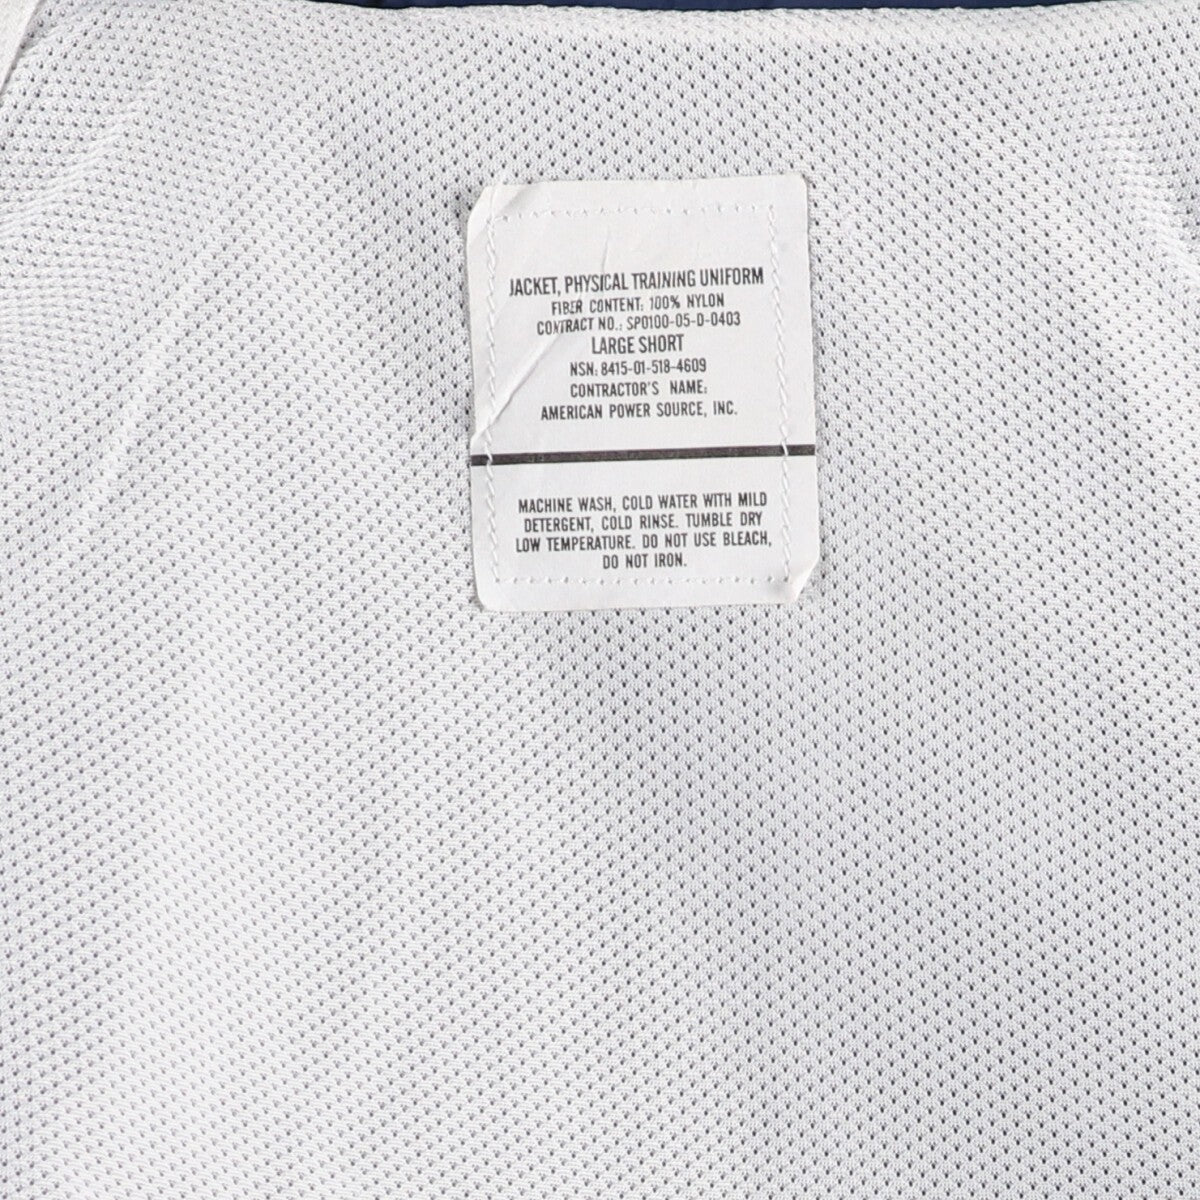 JACKET, PHYSICAL TRAINING UNIFORM
FIBER CONTENT: 100% NYLON
CONTRACT NO.: SP0100-05-D-0403
LARGE SHORT
NSN: 8415-01-518-4609
CONTRACTOR'S NAME:
AMERICAN POWER SOURCE, INC.
MACHINE WASH, COLD WATER WITH MILD
DETERGENT, COLD RINSE. TUMBLE DRY
LOW TEMPERATURE. DO NOT USE BLEACH,
DO NOT IRON.